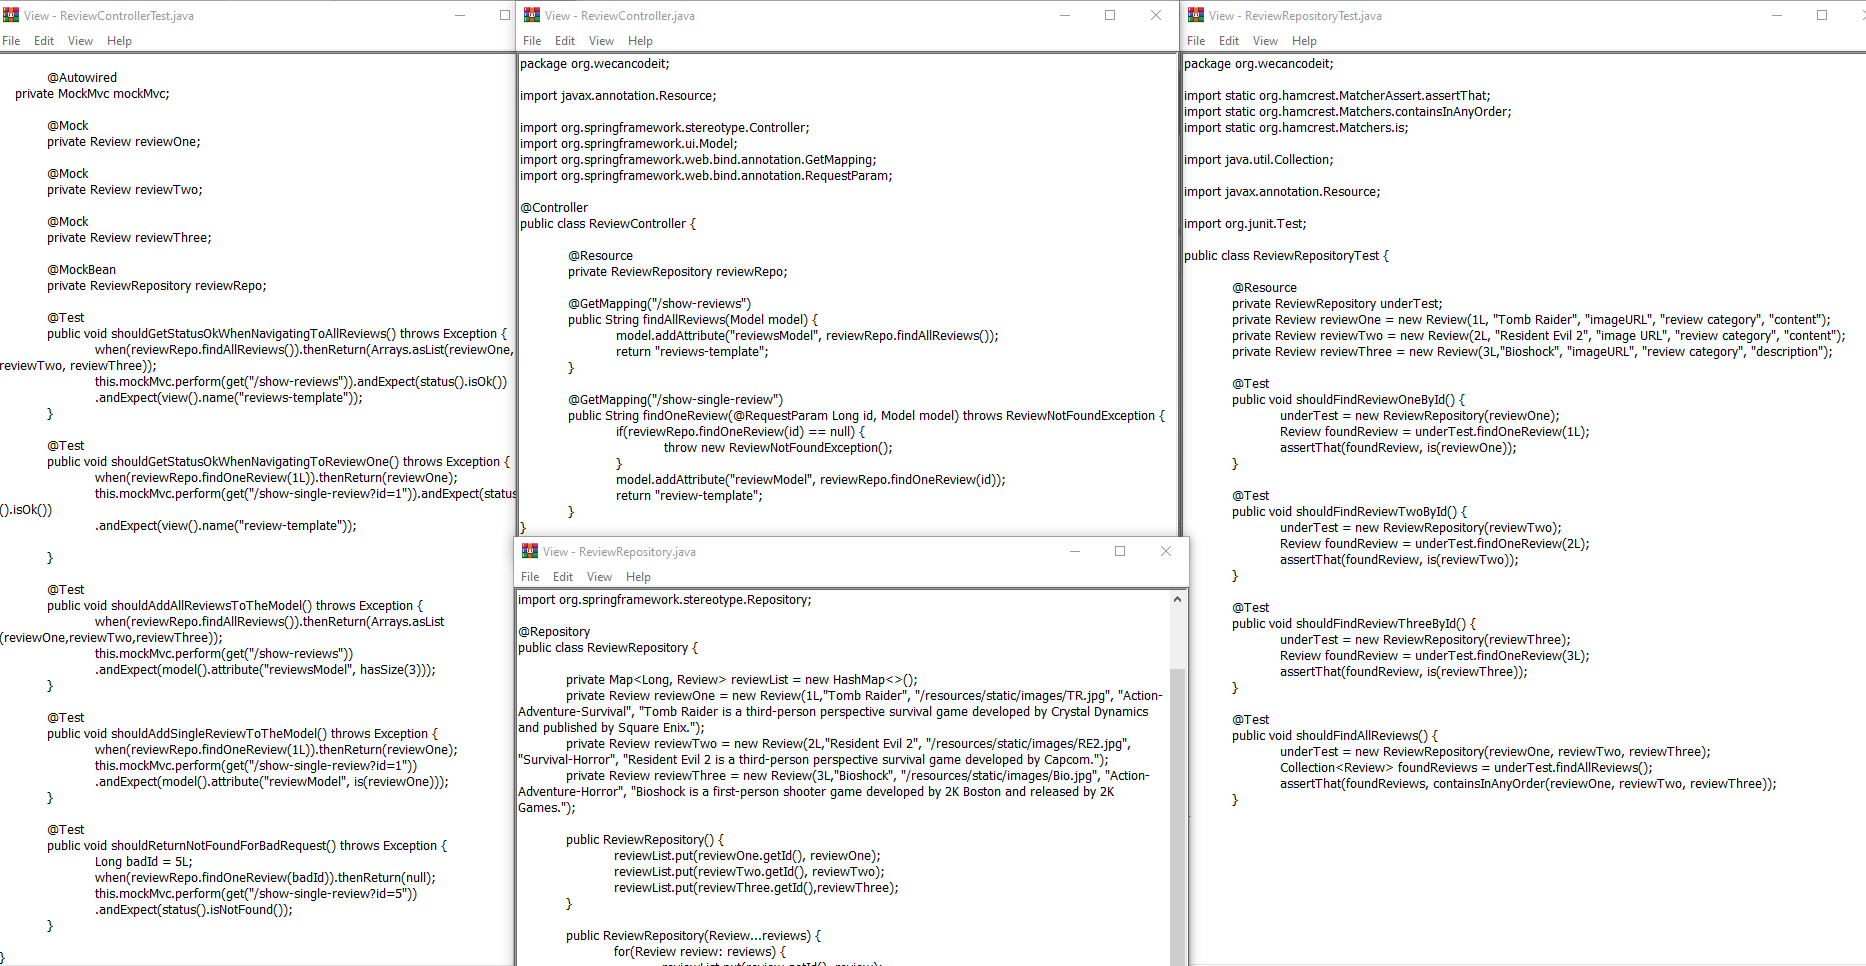 View - ReviewControllerTest.java
File Edit View Help
@Autowired
private MockMvc mockMvc;
@Mock
private Review reviewOne;
@Mock
private Review reviewTwo;
@Mock
private Review reviewThree;
@MockBean
private ReviewRepository reviewRepo;
@Test
public void shouldGetStatusOkWhenNavigatingToAllReviews() throws Exception {
when(reviewRepo.findAllReviews()).thenReturn(Arrays.asList(reviewOne,
reviewTwo, reviewThree));
this.mockMvc.perform(get("/show-reviews")).andExpect(status().isOk())
.andExpect(view().name("reviews-template"));
}
@Test
public void shouldGetStatusOkWhenNavigatingToReviewOne() throws Exception {
when(reviewRepo.findOneReview(1L)).thenReturn(reviewOne);
this.mockMvc.perform(get("/show-single-review?id=1")).andExpect(status
().isOk())
.andExpect(view().name("review-template"));
}
@Test
public void shouldAddAllReviewsToTheModel() throws Exception {
when(reviewRepo.findAllReviews()).thenReturn(Arrays.asList
(reviewOne,reviewTwo,reviewThree));
this.mockMvc.perform(get("/show-reviews"))
.andExpect(model().attribute("reviewsModel", hasSize(3)));
}
@Test
public void shouldAddSingleReviewToTheModel() throws Exception {
when(reviewRepo.findOneReview(1L)).thenReturn(reviewOne);
this.mockMvc.perform(get("/show-single-review?id=1"))
.andExpect(model().attribute("reviewModel", is(reviewOne)));
}
@Test
public void shouldReturnNotFoundForBadRequest() throws Exception {
Long badId = 5L;
when(reviewRepo.findOneReview(badId)).thenReturn(null);
this.mockMvc.perform(get("/show-single-review?id=5"))
.andExpect(status().isNotFound());
}
}
View - ReviewController.java
File Edit View Help
package org.wecancodeit;
import javax.annotation.Resource;
import org.springframework.stereotype.Controller;
import org.springframework.ui.Model;
import org.springframework.web.bind.annotation.GetMapping;
import org.springframework.web.bind.annotation.RequestParam;
@Controller
public class ReviewController {
@Resource
private ReviewRepository reviewRepo;
@GetMapping("/show-reviews")
public String findAllReviews(Model model) {
model.addAttribute("reviewsModel", reviewRepo.findAllReviews());
return "reviews-template";
}
@GetMapping("/show-single-review")
public String findOneReview(@RequestParam Long id, Model model) throws ReviewNotFoundException {
if(reviewRepo.findOneReview(id) == null) {
throw new ReviewNotFoundException();
}
model.addAttribute("reviewModel", reviewRepo.findOneReview(id));
return "review-template";
}
}
View - ReviewRepository.java
File Edit View Help
import org.springframework.stereotype.Repository;
@Repository
public class ReviewRepository {
private Map<Long, Review> reviewList = new HashMap<>();
private Review reviewOne = new Review(1L,"Tomb Raider", "/resources/static/images/TR.jpg", "Action-
Adventure-Survival", "Tomb Raider is a third-person perspective survival game developed by Crystal Dynamics
and published by Square Enix.");
private Review reviewTwo = new Review(2L,"Resident Evil 2", "/resources/static/images/RE2.jpg",
"Survival-Horror", "Resident Evil 2 is a third-person perspective survival game developed by Capcom.");
private Review reviewThree = new Review(3L,"Bioshock", "/resources/static/images/Bio.jpg", "Action-
Adventure-Horror", "Bioshock is a first-person shooter game developed by 2K Boston and released by 2K
Games.");
public ReviewRepository() {
reviewList.put(reviewOne.getId(), reviewOne);
reviewList.put(reviewTwo.getId(), reviewTwo);
reviewList.put(reviewThree.getId(),reviewThree);
}
public ReviewRepository(Review...reviews) {
for(Review review: reviews) {
reviewList.put(review.getId(), review);
View - ReviewRepositoryTest.java
File Edit View Help
package org.wecancodeit;
import static org.hamcrest.MatcherAssert.assertThat;
import static org.hamcrest.Matchers.containsInAnyOrder;
import static org.hamcrest.Matchers.is;
import java.util.Collection;
import javax.annotation.Resource;
import org.junit.Test;
public class ReviewRepositoryTest {
@Resource
private ReviewRepository underTest;
private Review reviewOne = new Review(1L, "Tomb Raider", "imageURL", "review category", "content");
private Review reviewTwo = new Review(2L, "Resident Evil 2", "image URL", "review category", "content");
private Review reviewThree = new Review(3L,"Bioshock", "imageURL", "review category", "description");
@Test
public void shouldFindReviewOneById() {
underTest = new ReviewRepository(reviewOne);
Review foundReview = underTest.findOneReview(1L);
assertThat(foundReview, is(reviewOne));
}
@Test
public void shouldFindReviewTwoById() {
underTest = new ReviewRepository(reviewTwo);
Review foundReview = underTest.findOneReview(2L);
assertThat(foundReview, is(reviewTwo));
}
@Test
public void shouldFindReviewThreeById() {
underTest = new ReviewRepository(reviewThree);
Review foundReview = underTest.findOneReview(3L);
assertThat(foundReview, is(reviewThree));
}
@Test
public void shouldFindAllReviews() {
underTest = new ReviewRepository(reviewOne, reviewTwo, reviewThree);
Collection<Review> foundReviews = underTest.findAllReviews();
assertThat(foundReviews, containsInAnyOrder(reviewOne, reviewTwo, reviewThree));
}